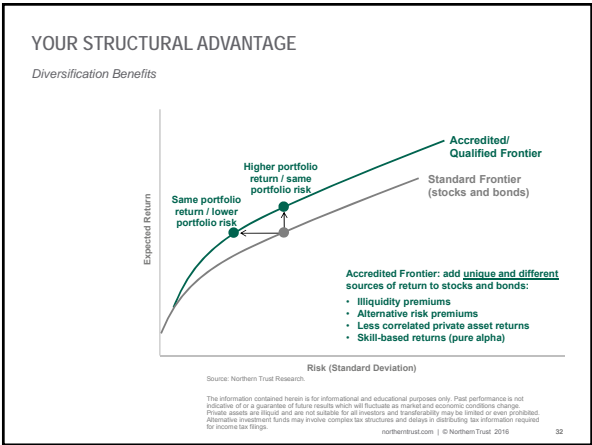 YOUR STRUCTURAL ADVANTAGE
Diversification Benefits
Expected Return
Same portfolio
return / lower
portfolio risk
Higher portfolio
return / same
portfolio risk
Accredited/
Qualified Frontier
Standard Frontier
(stocks and bonds)
Accredited Frontier: add unique and different
sources of return to stocks and bonds:
• Illiquidity premiums
• Alternative risk premiums
• Less correlated private asset returns
• Skill-based returns (pure alpha)
Risk (Standard Deviation)
Source: Northern Trust Research.
The information contained herein is for informational and educational purposes only. Past performance is not
indicative of or a guarantee of future results which will fluctuate as market and economic conditions change.
Private assets are illiquid and are not suitable for all investors and transferability may be limited or even prohibited.
Alternative investment funds may involve complex tax structures and delays in distributing tax information required
for income tax filings.
northerntrust.com | © Northern Trust 2016
32